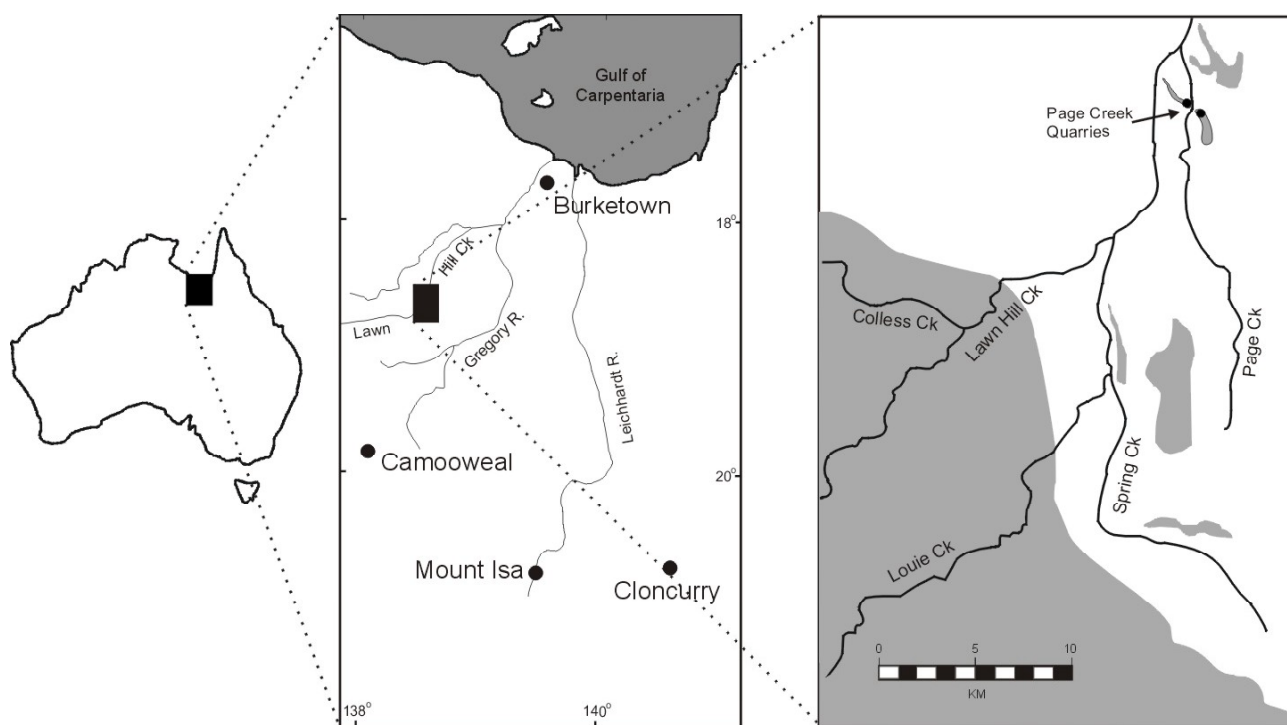 Gulf of
Carpentaria
Burketown
18°
Hill Ck
Lawn
Gregory R.
Leichhardt R.
Camooweal
20°
Mount Isa
Cloncurry
138°
140°
Page Creek
Quarries
Colless Ck
Lawn Hill Ck
Page Ck
Spring Ck
Louie Ck
0
5
10
KM